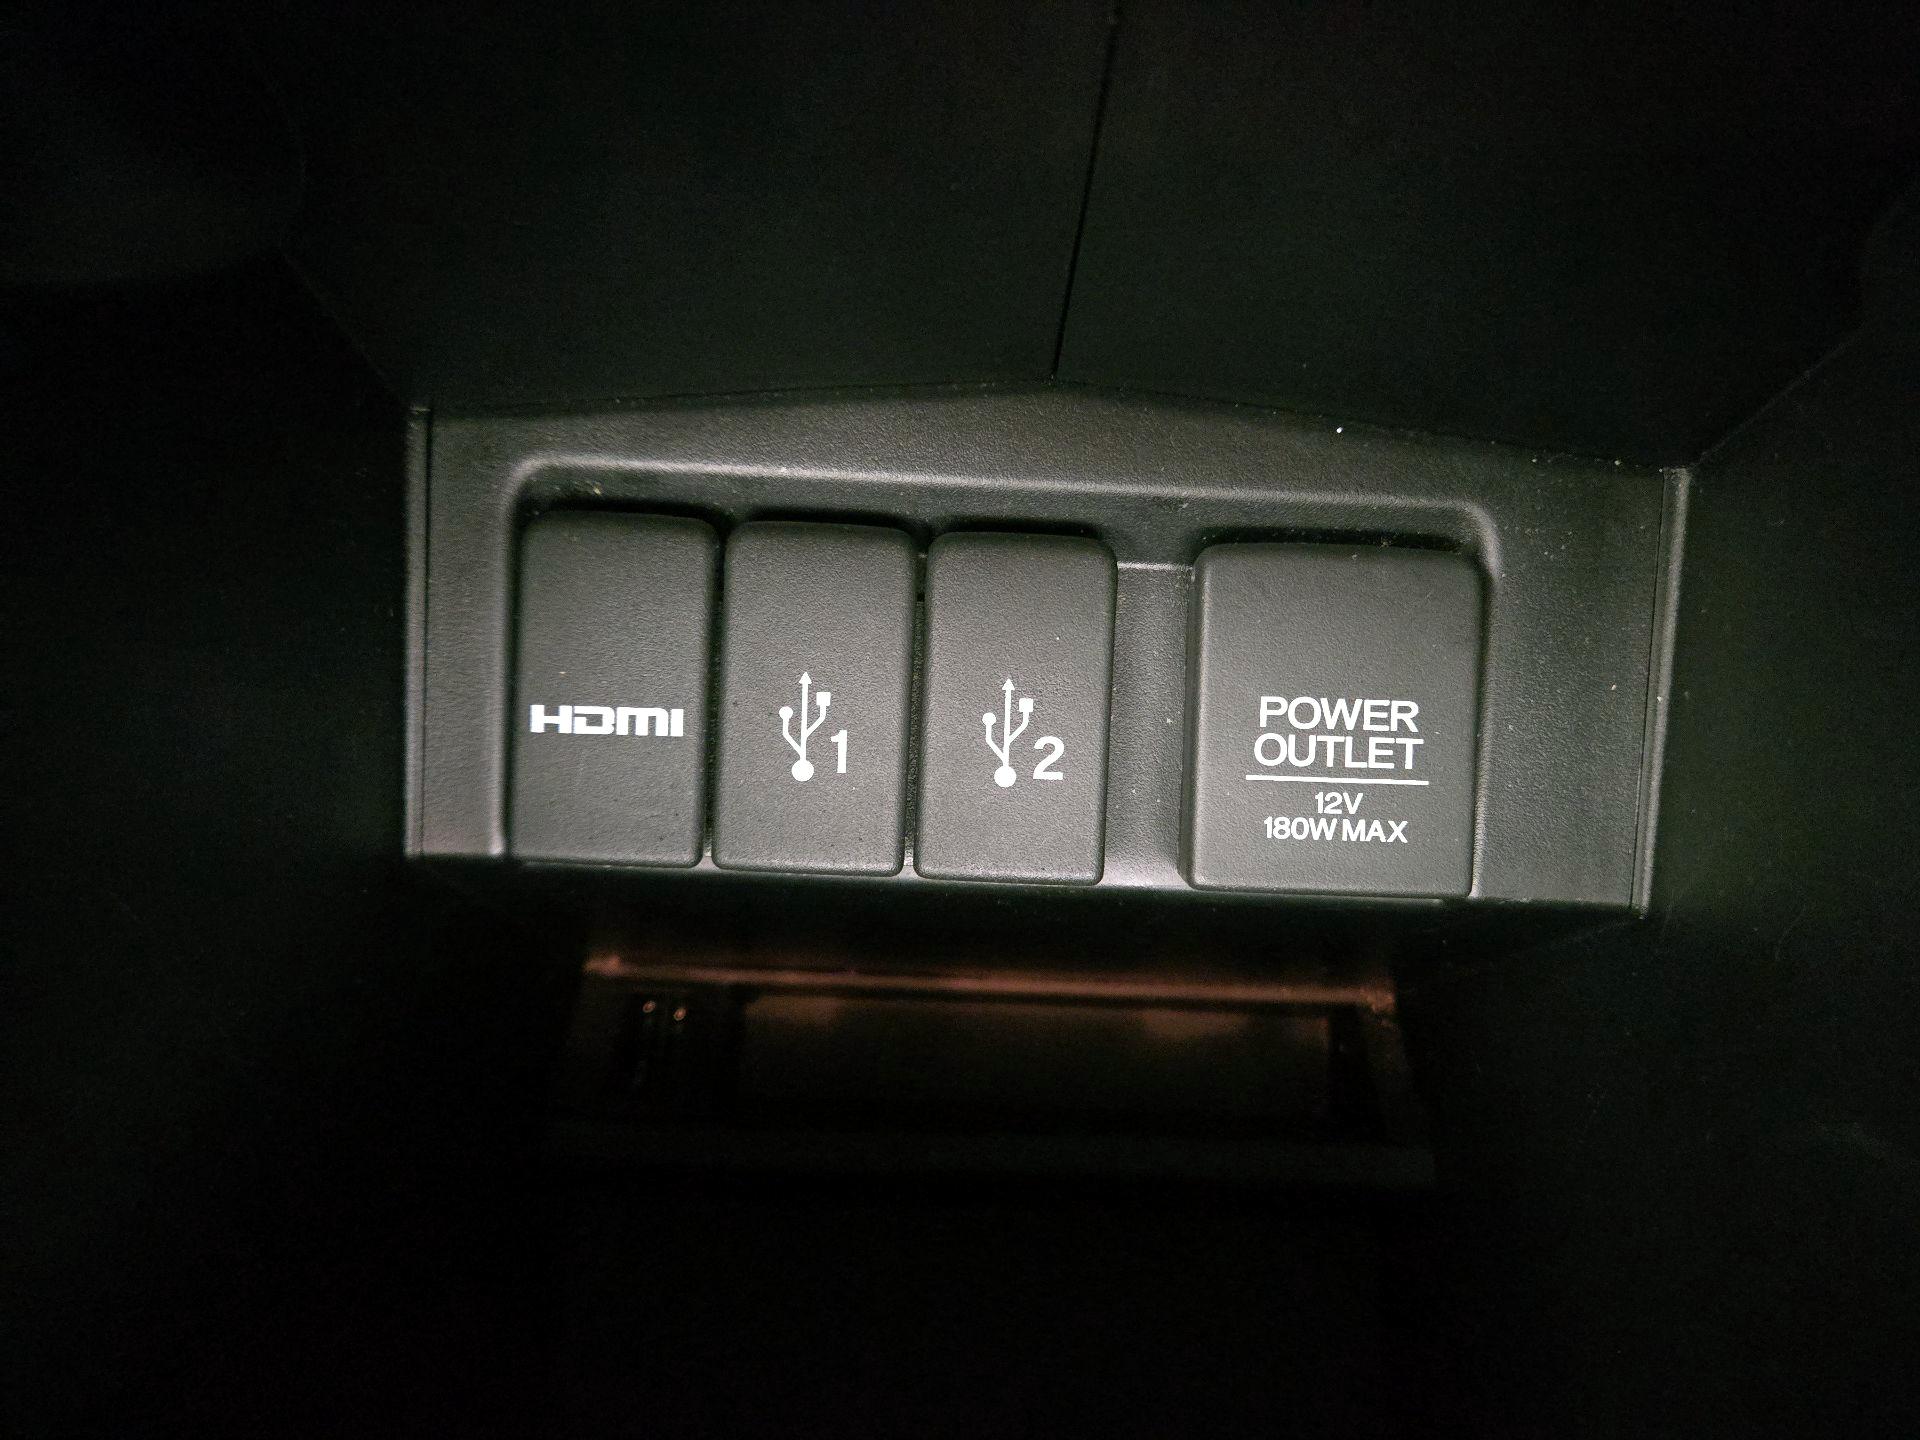 HDMI
1
2
POWER
OUTLET
12V
180W MAX